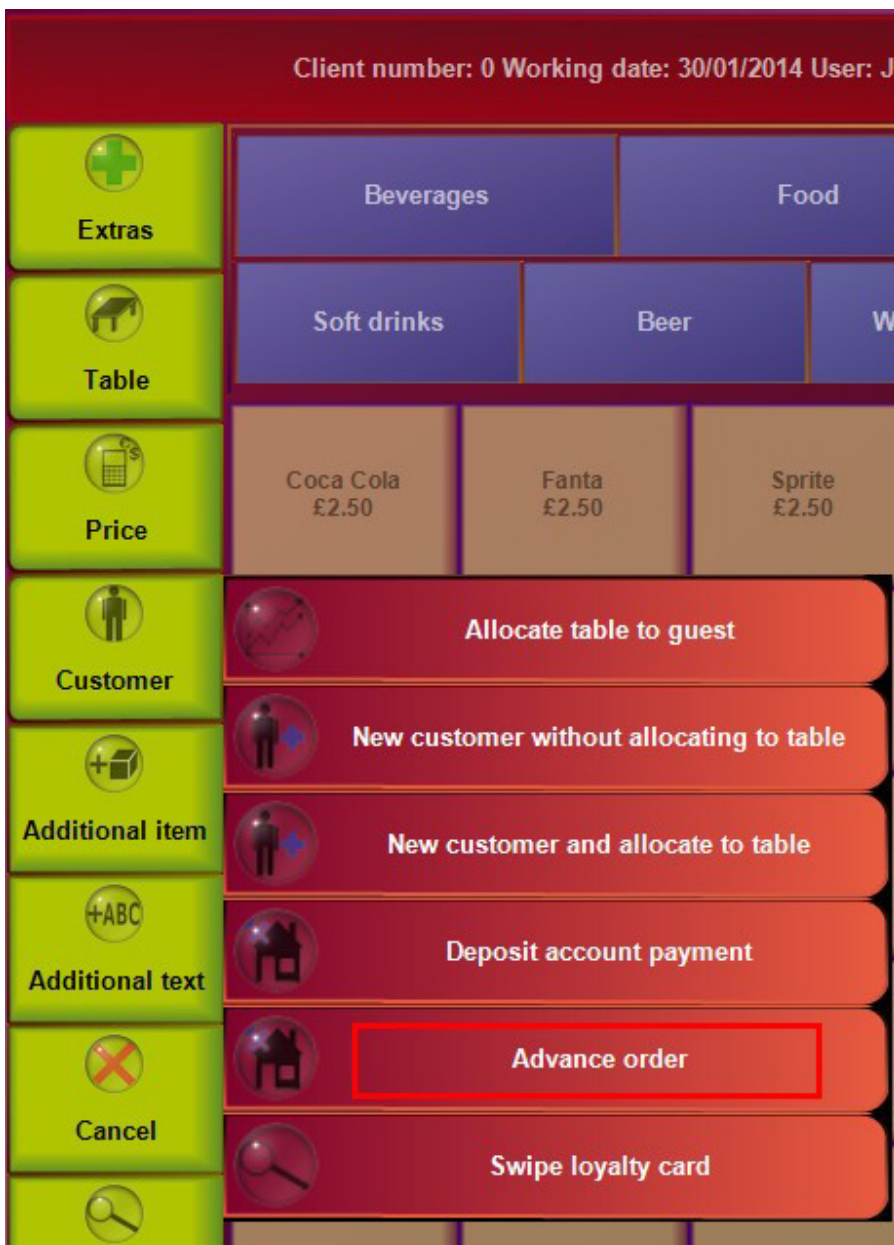 Client number: 0 Working date: 30/01/2014 User: J
Extras
Beverages
Food
Table
Soft drinks
Beer
W
Price
Coca Cola
£2.50
Fanta
£2.50
Sprite
£2.50
Customer
Allocate table to guest
New customer without allocating to table
+
Additional item
New customer and allocate to table
+ABC
Additional text
Deposit account payment
Advance order
Cancel
Swipe loyalty card